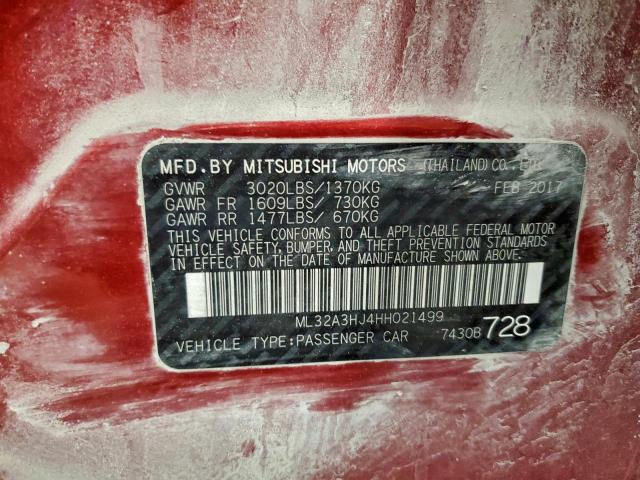 MFD.BY MITSUBISHI MOTORS (THAILAND) CO.,LTD.
GVWR 3020LBS/1370KG FEB 2017
GAWR FR 1609LBS/ 730KG
GAWR RR 1477LBS/ 670KG
THIS VEHICLE CONFORMS TO ALL APPLICABLE FEDERAL MOTOR
VEHICLE SAFETY, BUMPER, AND THEFT PREVENTION STANDARDS
IN EFFECT ON THE DATE OF MANUFACTURE SHOWN ABOVE.
ML32A3HJ4HH021499
VEHICLE TYPE:PASSENGER CAR 7430B 728